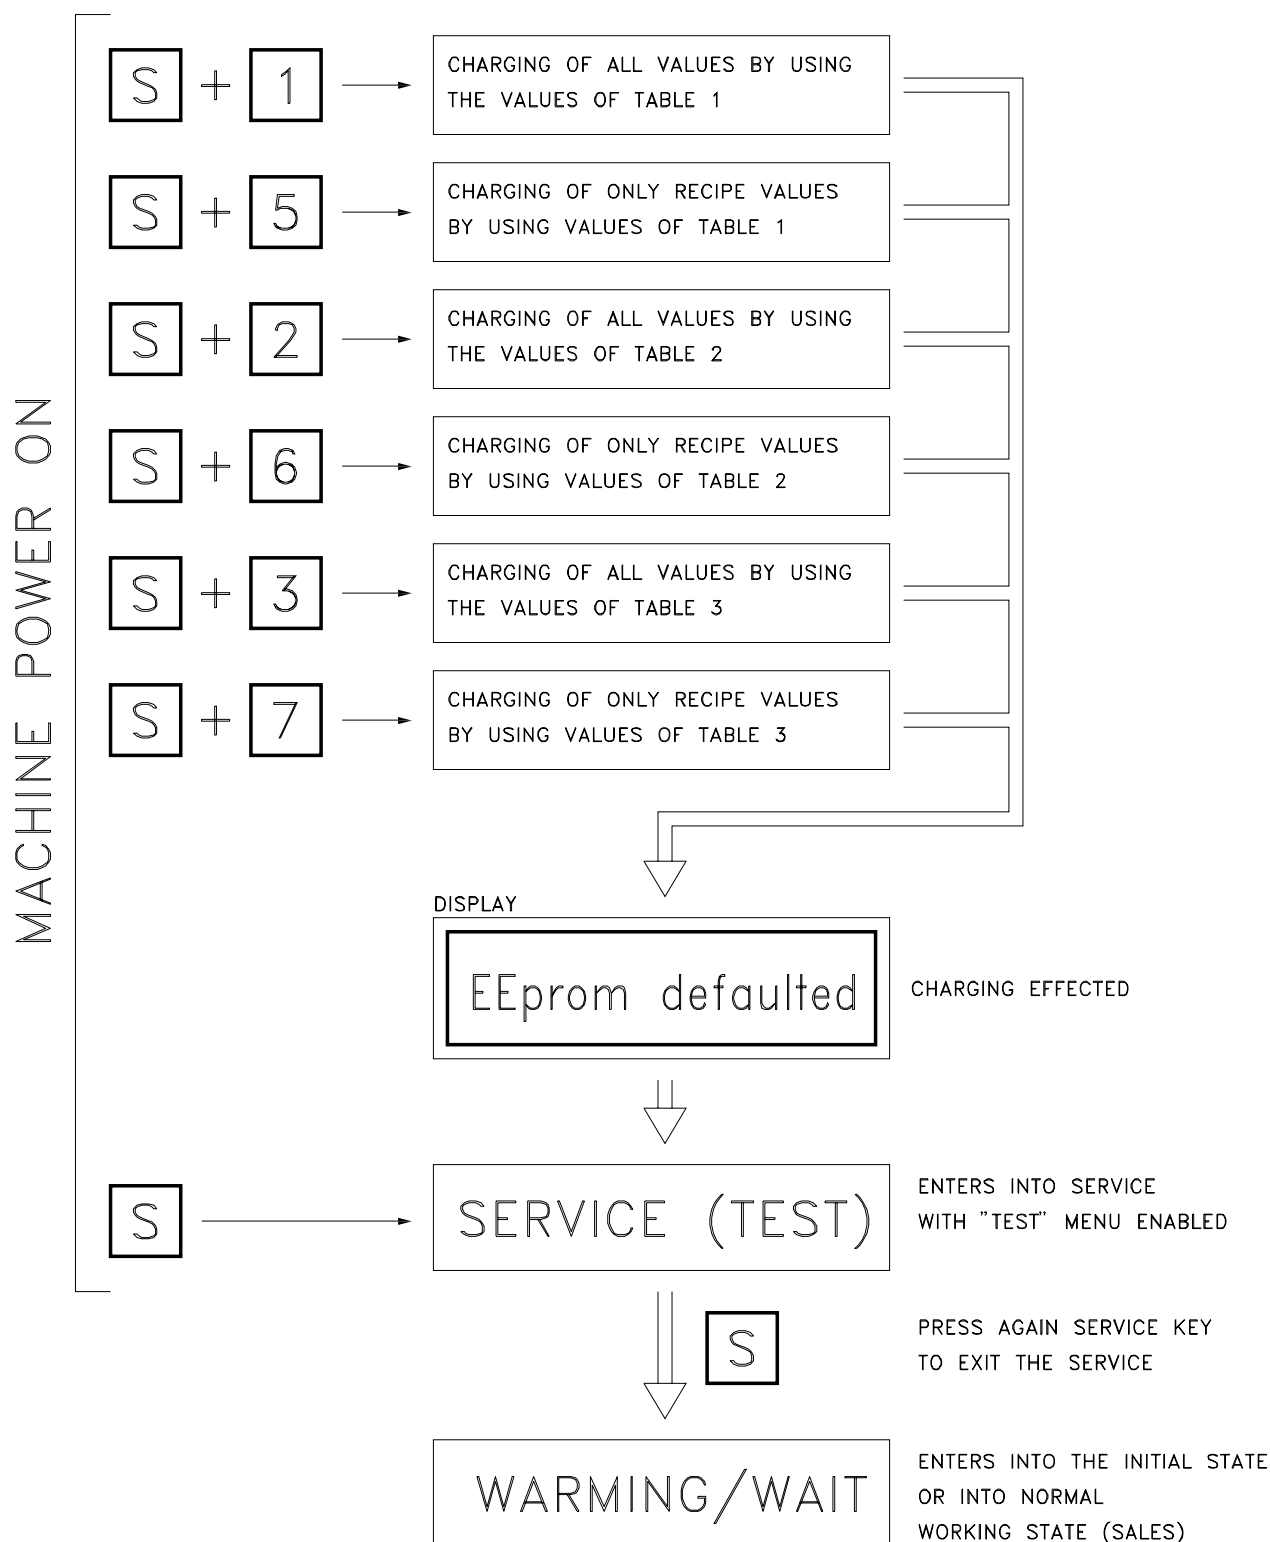 MACHINE POWER ON
S + 1
CHARGING OF ALL VALUES BY USING
THE VALUES OF TABLE 1
S + 5
CHARGING OF ONLY RECIPE VALUES
BY USING VALUES OF TABLE 1
S + 2
CHARGING OF ALL VALUES BY USING
THE VALUES OF TABLE 2
S + 6
CHARGING OF ONLY RECIPE VALUES
BY USING VALUES OF TABLE 2
S + 3
CHARGING OF ALL VALUES BY USING
THE VALUES OF TABLE 3
S + 7
CHARGING OF ONLY RECIPE VALUES
BY USING VALUES OF TABLE 3
DISPLAY
EEprom defaulted
CHARGING EFFECTED
S
SERVICE (TEST)
ENTERS INTO SERVICE
WITH "TEST" MENU ENABLED
S
PRESS AGAIN SERVICE KEY
TO EXIT THE SERVICE
WARMING/WAIT
ENTERS INTO THE INITIAL STATE
OR INTO NORMAL
WORKING STATE (SALES)